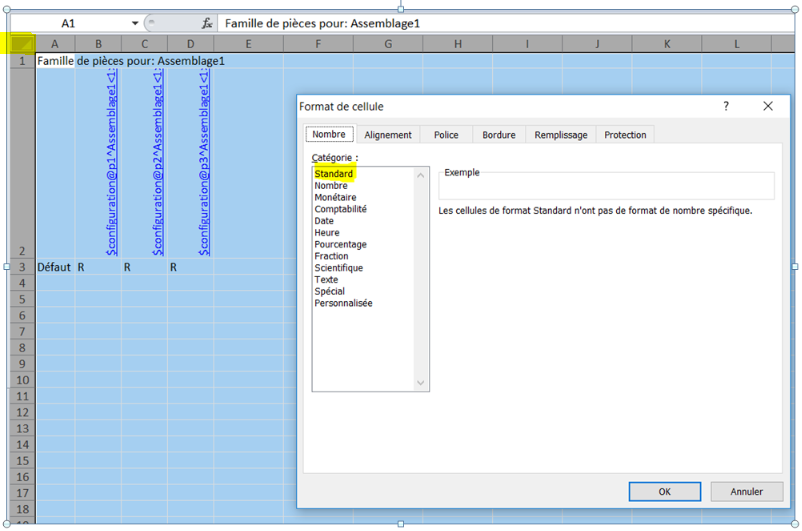 A1 fx Famille de pièces pour: Assemblage1
A B C D E F G H I J K L
1 Famille de pièces pour: Assemblage1
2 $configuration@p1^Assemblage1<1: $configuration@p2^Assemblage1<1: $configuration@p3^Assemblage1<1:
3 Défaut R R R
4
5
6
7
8
9
10
11
12
13
14
15
16
17
18
Format de cellule ?
Nombre Alignement Police Bordure Remplissage Protection
Catégorie :
Standard
Nombre
Monétaire
Comptabilité
Date
Heure
Pourcentage
Fraction
Scientifique
Texte
Spécial
Personnalisée
Exemple
Les cellules de format Standard n'ont pas de format de nombre spécifique.
OK Annuler